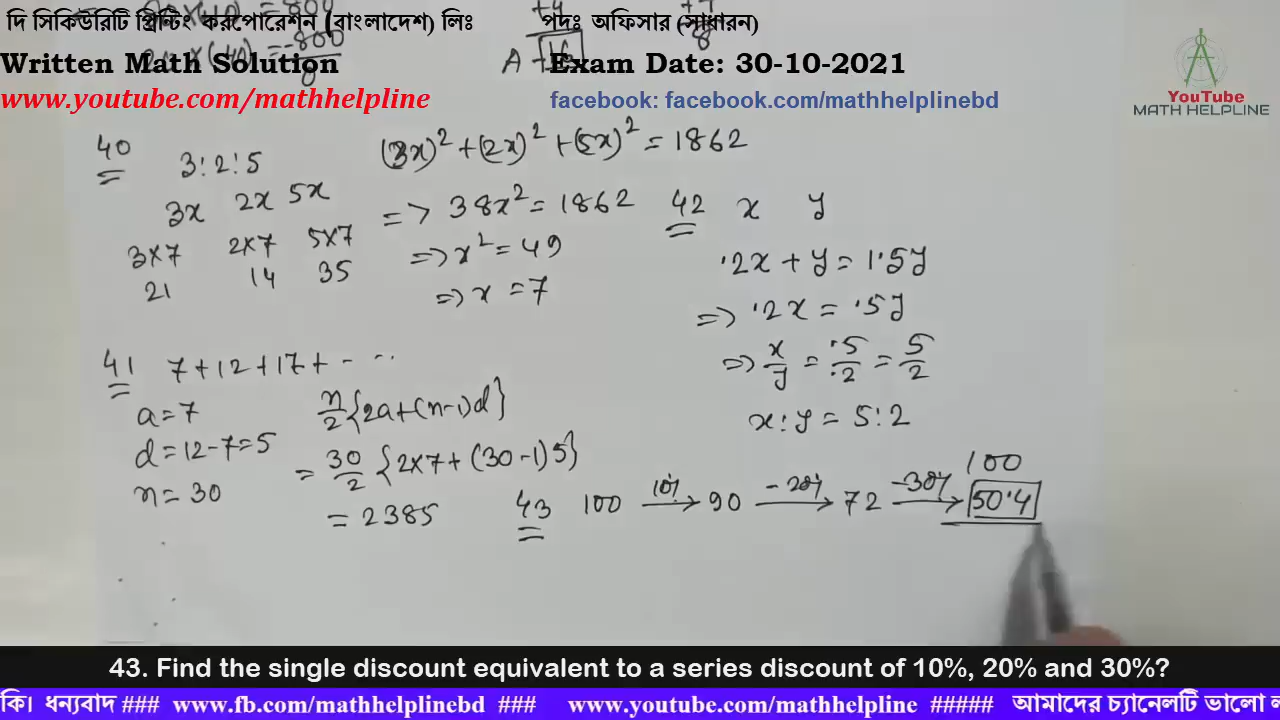 দি সিকিউরিটি প্রিন্টিং করপোরেশন (বাংলাদেশ) লিঃ পদঃ অফিসার (সাধারন)
Written Math Solution Exam Date: 30-10-2021
www.youtube.com/mathhelpline facebook: facebook.com/mathhelplinebd
YouTube
MATH HELPLINE
40
3:2:5
3x 2x 5x
3×7 2×7 5×7
21 14 35
(3x)²+(2x)²+(5x)²=1862
=> 38x²=1862
=> x²=49
=> x=7
41 7+12+17+- ...
a=7
d=12-7=5
n=30
n/2{2a+(n-1)d}
= 30/2 {2×7+(30-1)5}
= 2385
42 x y
.2x+y=1.5y
=> .2x=.5y
=> x/y = .5/.2 = 5/2
x:y=5:2
100
43 100 10% → 90 -20% → 72 -30% → 50.4
43. Find the single discount equivalent to a series discount of 10%, 20% and 30%?
কি। ধন্যবাদ ### www.fb.com/mathhelplinebd ### www.youtube.com/mathhelpline ##### আমাদের চ্যানেলটি ভালো ল